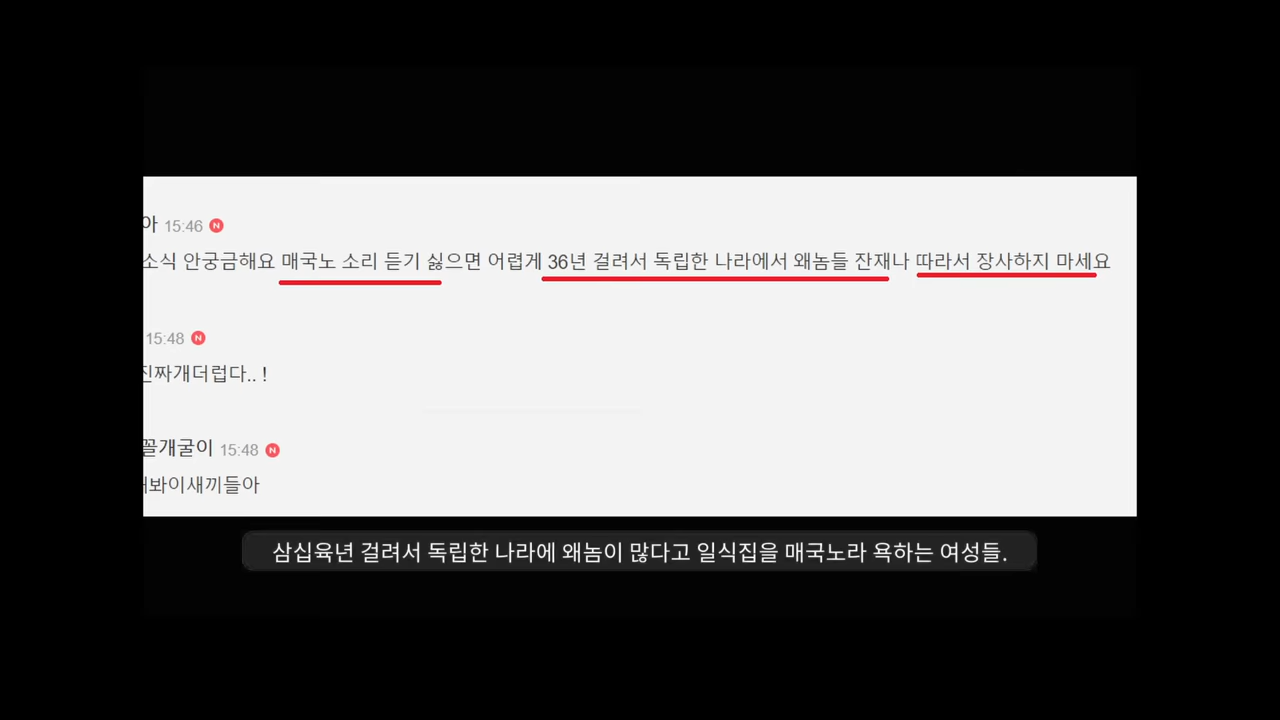 아 15:46 N
소식 안궁금해요 매국노 소리 듣기 싫으면 어렵게 36년 걸려서 독립한 나라에서 왜놈들 잔재나 따라서 장사하지 마세요
15:48 N
진짜개더럽다.. !
꼴개굴이 15:48 N
봐이새끼들아
삼십육년 걸려서 독립한 나라에 왜놈이 많다고 일식집을 매국노라 욕하는 여성들.